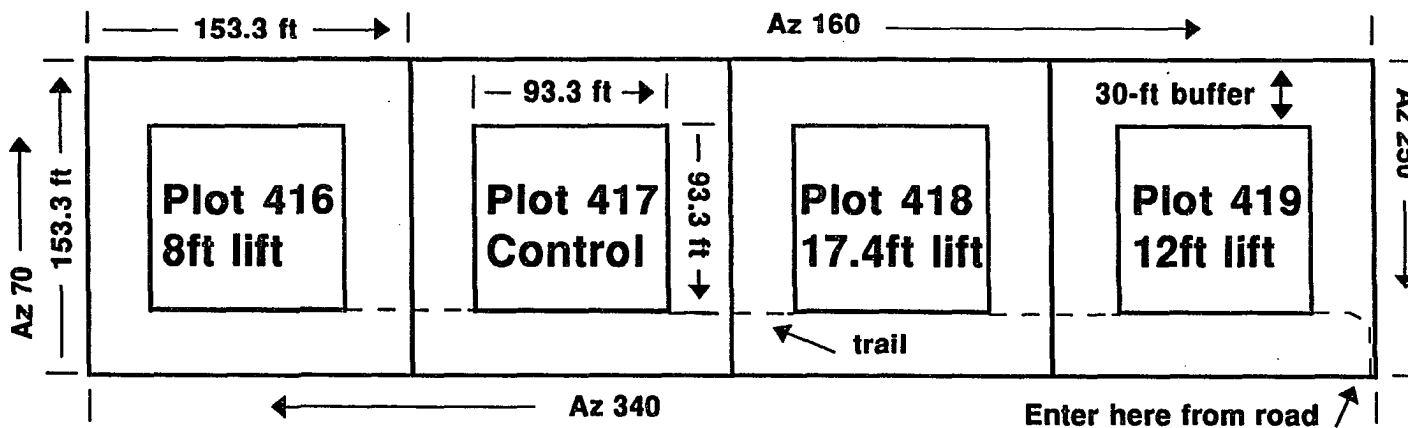 153.3 ft
Az 160
93.3 ft
30-ft buffer
Az 250
Az 70
153.3 ft
93.3 ft
Plot 416
8ft lift
Plot 417
Control
Plot 418
17.4ft lift
Plot 419
12ft lift
trail
Az 340
Enter here from road